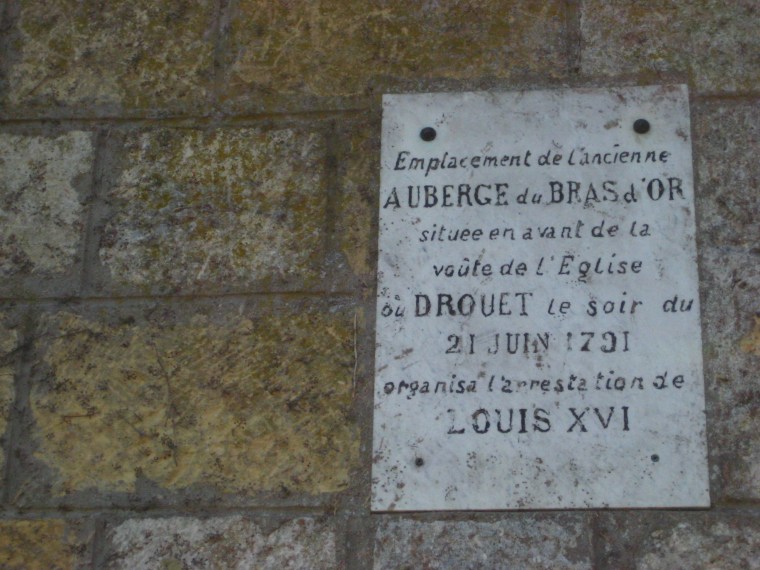 Emplacement de l'ancienne
AUBERGE du BRAS d'OR
située en avant de la
voûte de l'Église
où DROUET le soir du
21 JUIN 1791
organisa l'arrestation de
LOUIS XVI